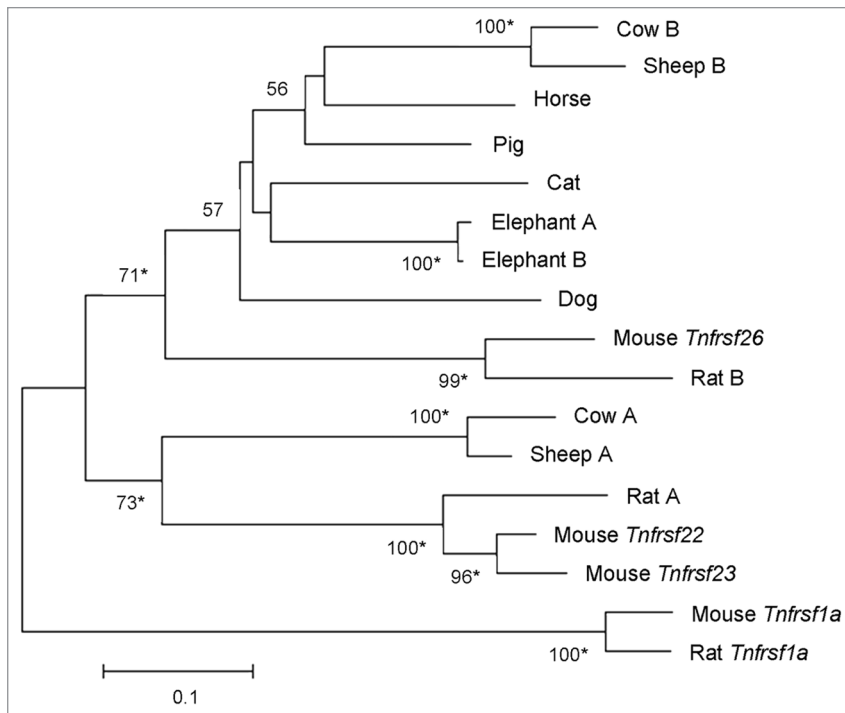 100*
Cow B
Sheep B
56
Horse
Pig
Cat
57
Elephant A
100*
Elephant B
71*
Dog
Mouse Tnfrsf26
99*
Rat B
100*
Cow A
Sheep A
73*
Rat A
100*
Mouse Tnfrsf22
96*
Mouse Tnfrsf23
Mouse Tnfrsf1a
100*
Rat Tnfrsf1a
0.1